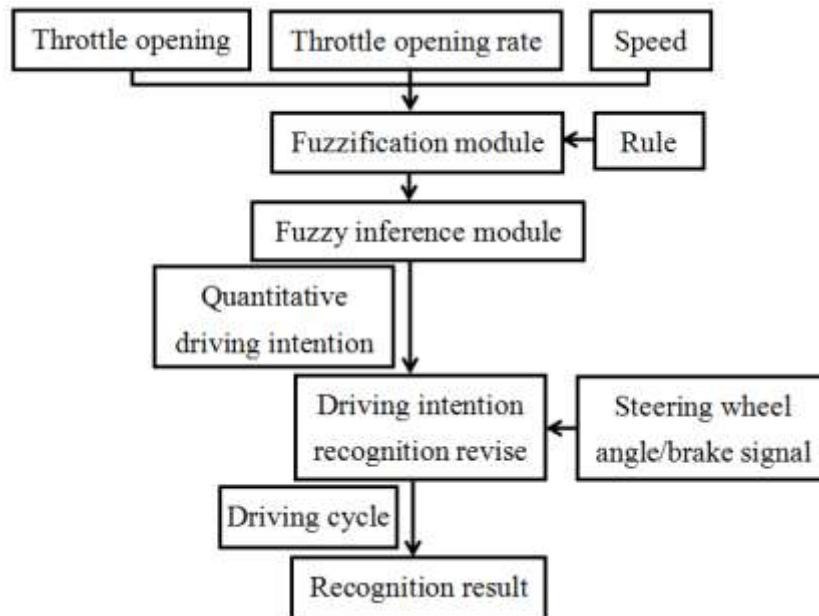 Throttle opening
Throttle opening rate
Speed
Fuzzification module
Rule
Fuzzy inference module
Quantitative
driving intention
Driving intention
recognition revise
Steering wheel
angle/brake signal
Driving cycle
Recognition result